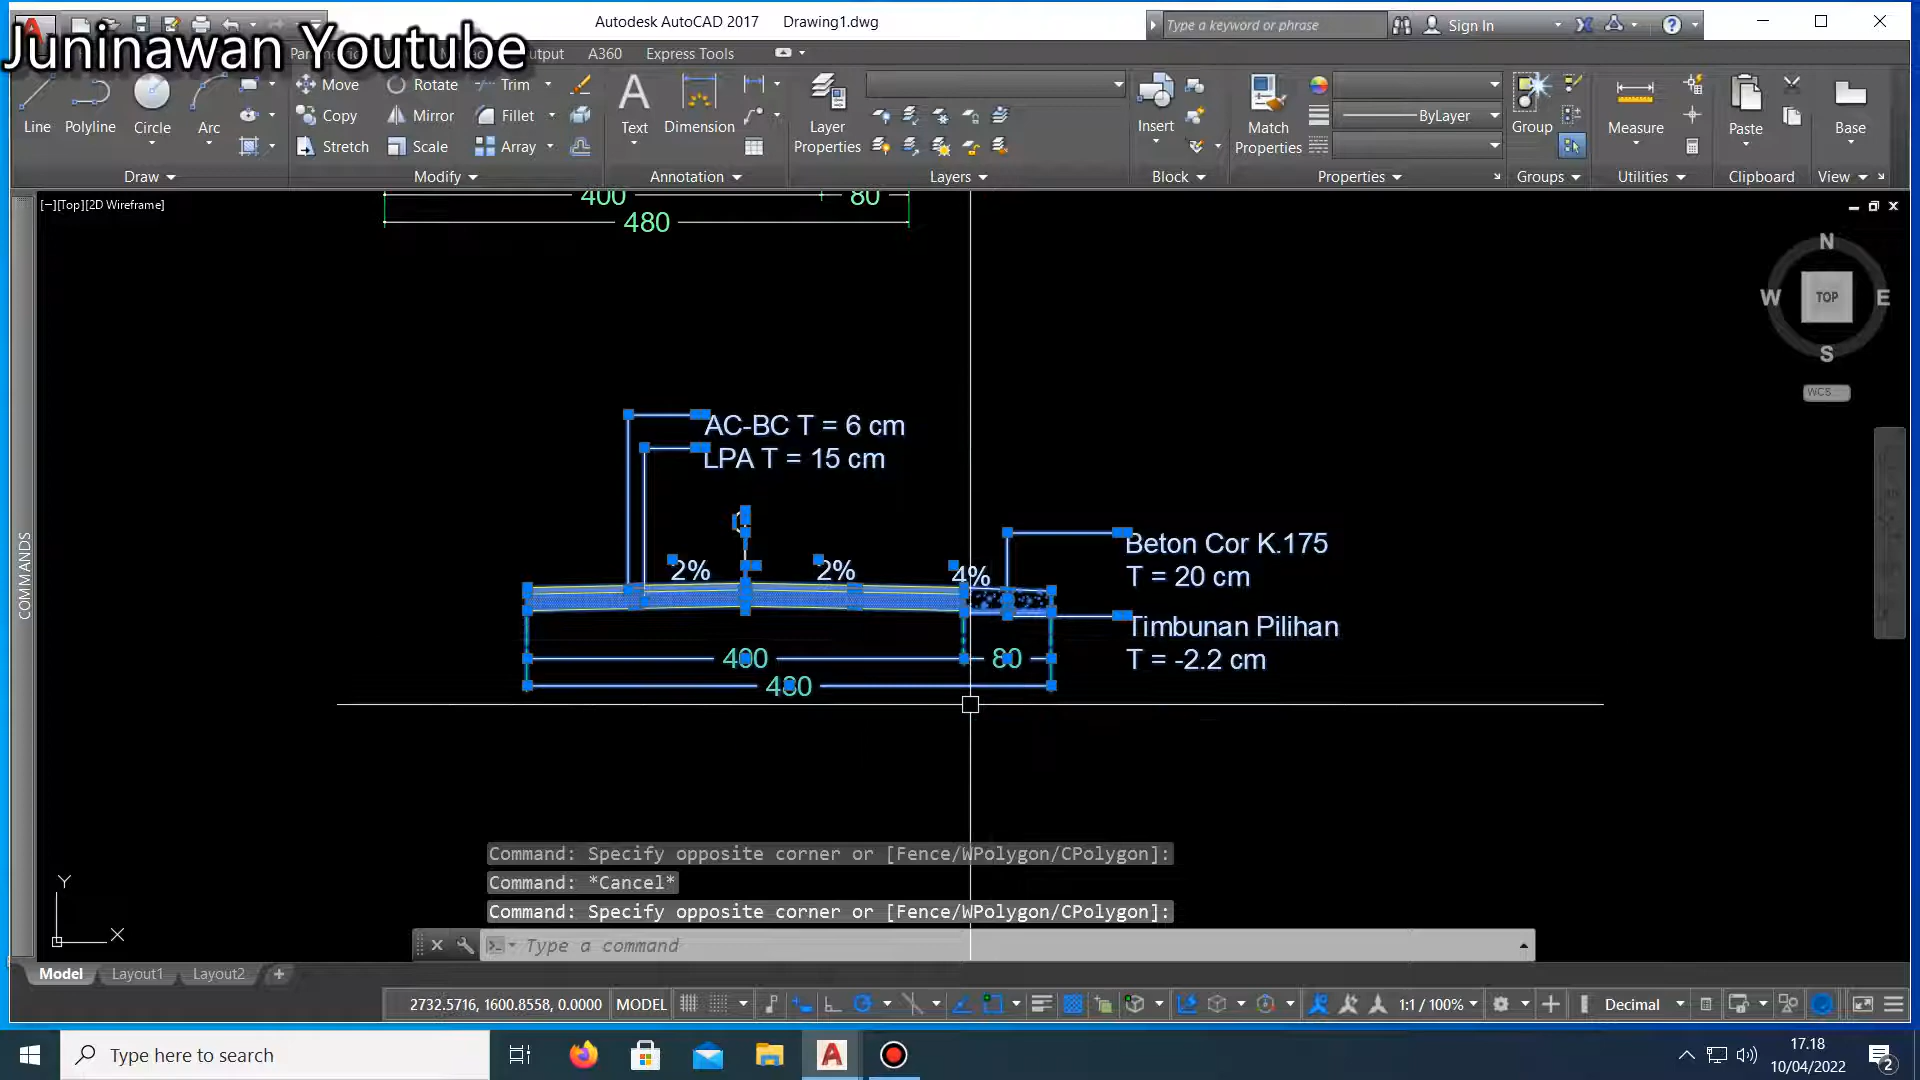 Juninawan Youtube
Autodesk AutoCAD 2017 Drawing1.dwg
Type a keyword or phrase
Sign In
utput A360 Express Tools
Line Polyline Circle Arc
Move Rotate Trim
Copy Mirror Fillet
Stretch Scale Array
Text Dimension
Layer Properties
Insert
Match Properties
ByLayer
Group
Measure
Paste
Base
Draw Modify Annotation Layers Block Properties Groups Utilities Clipboard View
[−][Top][2D Wireframe]
400 80
480
N
W TOP E
S
WCS
COMMANDS
AC-BC T = 6 cm
LPA T = 15 cm
2% 2% 4%
Beton Cor K.175
T = 20 cm
Timbunan Pilihan
T = -2.2 cm
400 80
480
Command: Specify opposite corner or [Fence/WPolygon/CPolygon]:
Command: *Cancel*
Command: Specify opposite corner or [Fence/WPolygon/CPolygon]:
Type a command
Y
X
Model Layout1 Layout2 +
2732.5716, 1600.8558, 0.0000 MODEL 1:1 / 100% Decimal
Type here to search
17.18
10/04/2022
2